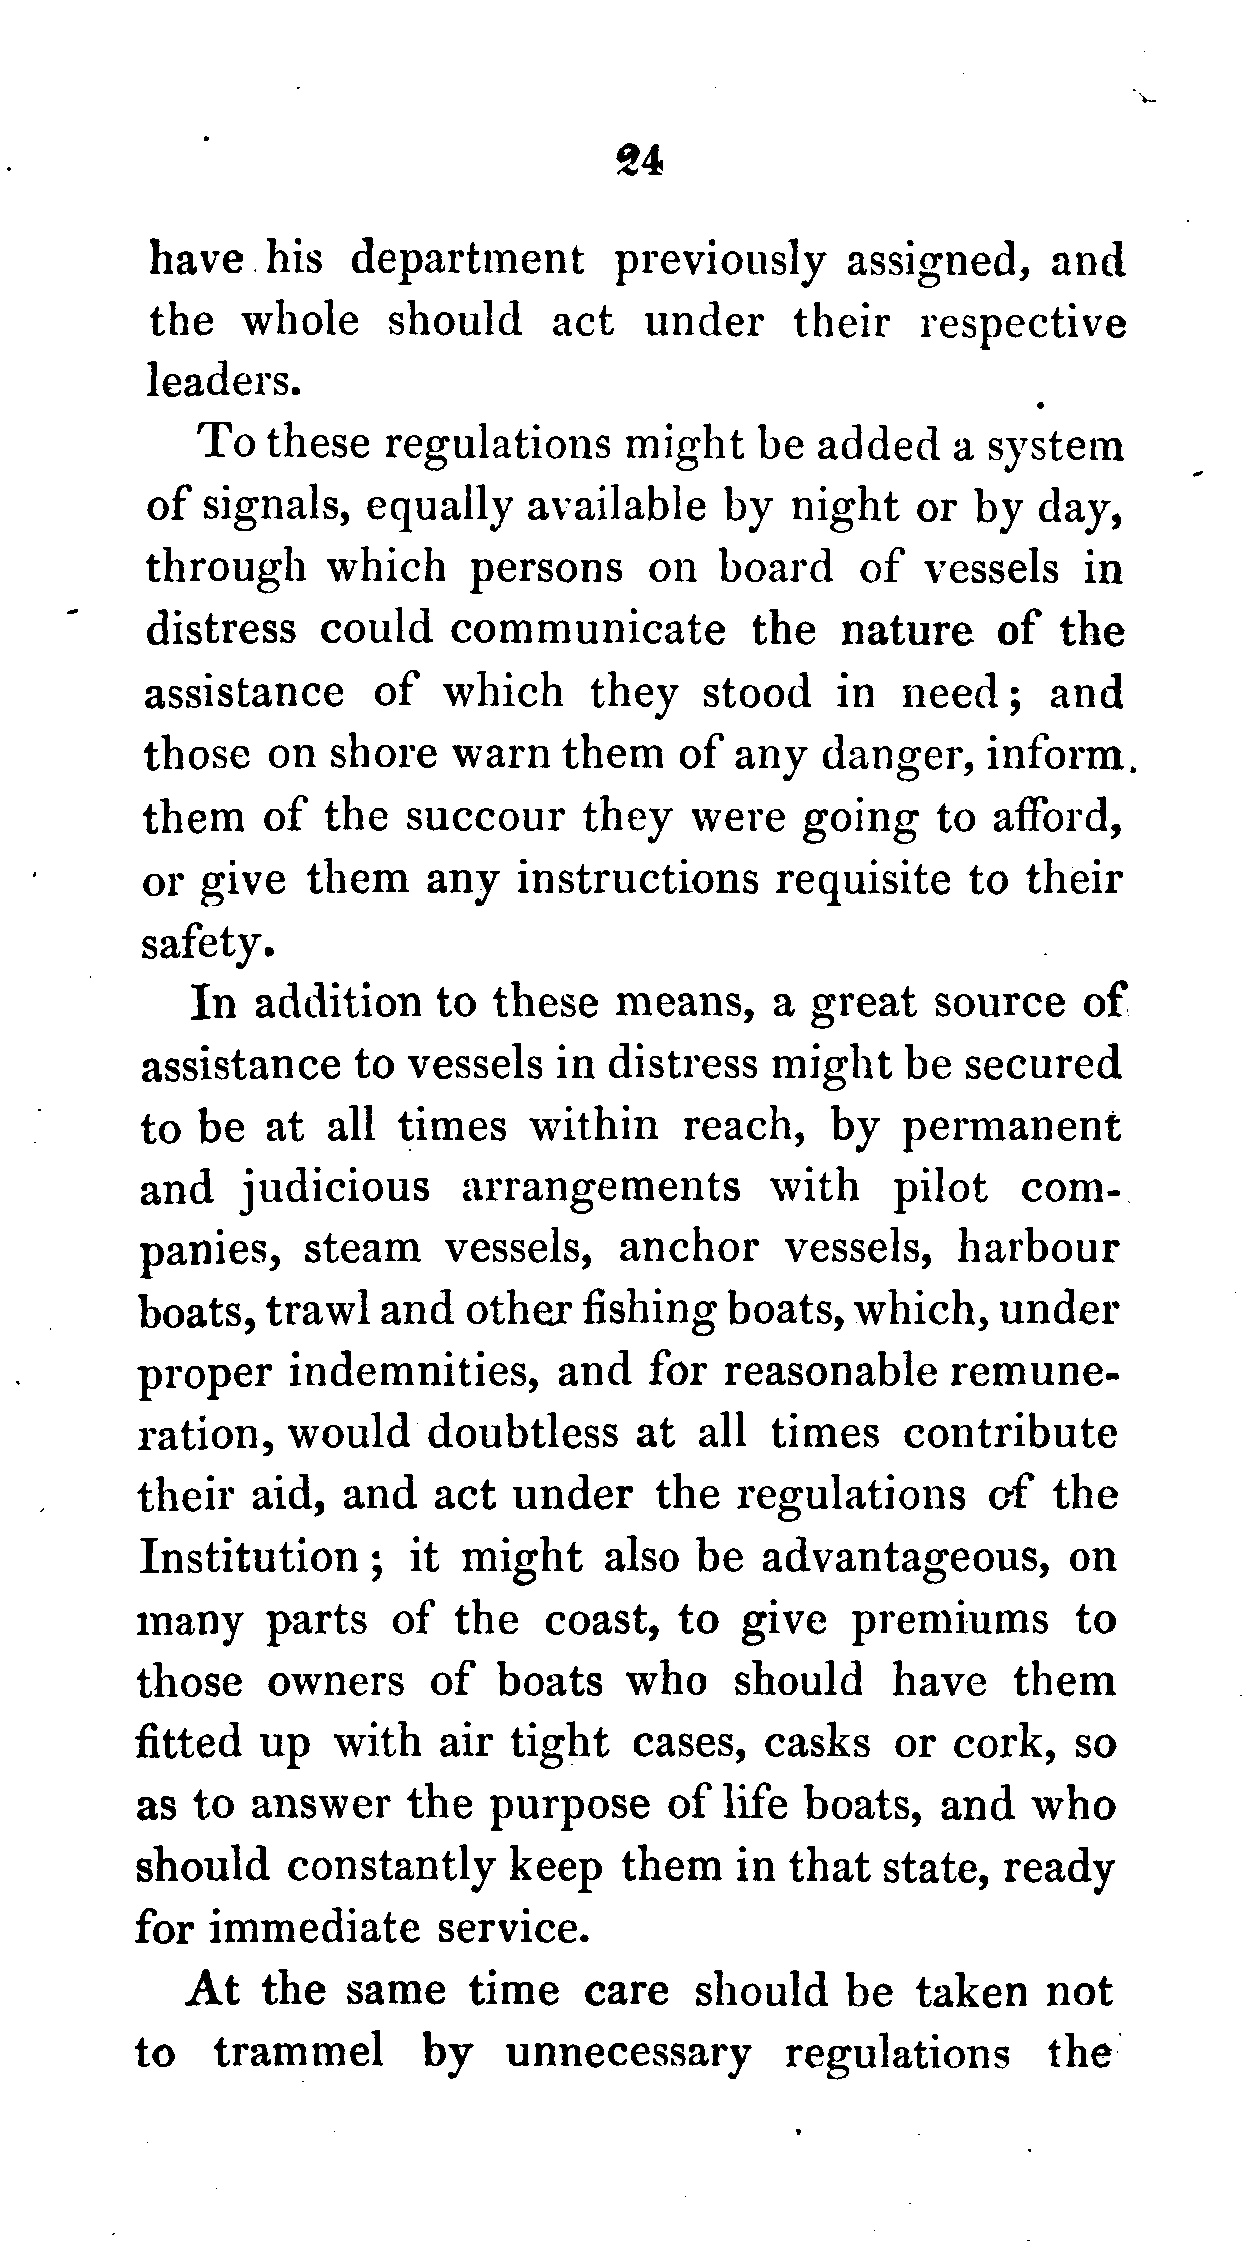 24
have his department previously assigned, and
the whole should act under their respective
leaders.
To these regulations might be added a system
of signals, equally available by night or by day,
through which persons on board of vessels in
distress could communicate the nature of the
assistance of which they stood in need; and
those on shore warn them of any danger, inform.
them of the succour they were going to afford,
or give them any instructions requisite to their
safety.
In addition to these means, a great source of
assistance to vessels in distress might be secured
to be at all times within reach, by permanent
and judicious arrangements with pilot com-
panies, steam vessels, anchor vessels, harbour
boats, trawl and other fishing boats, which, under
proper indemnities, and for reasonable remune-
ration, would doubtless at all times contribute
their aid, and act under the regulations of the
Institution; it might also be advantageous, on
many parts of the coast, to give premiums to
those owners of boats who should have them
fitted up with air tight cases, casks or cork, so
as to answer the purpose of life boats, and who
should constantly keep them in that state, ready
for immediate service.
At the same time care should be taken not
to trammel by unnecessary regulations the